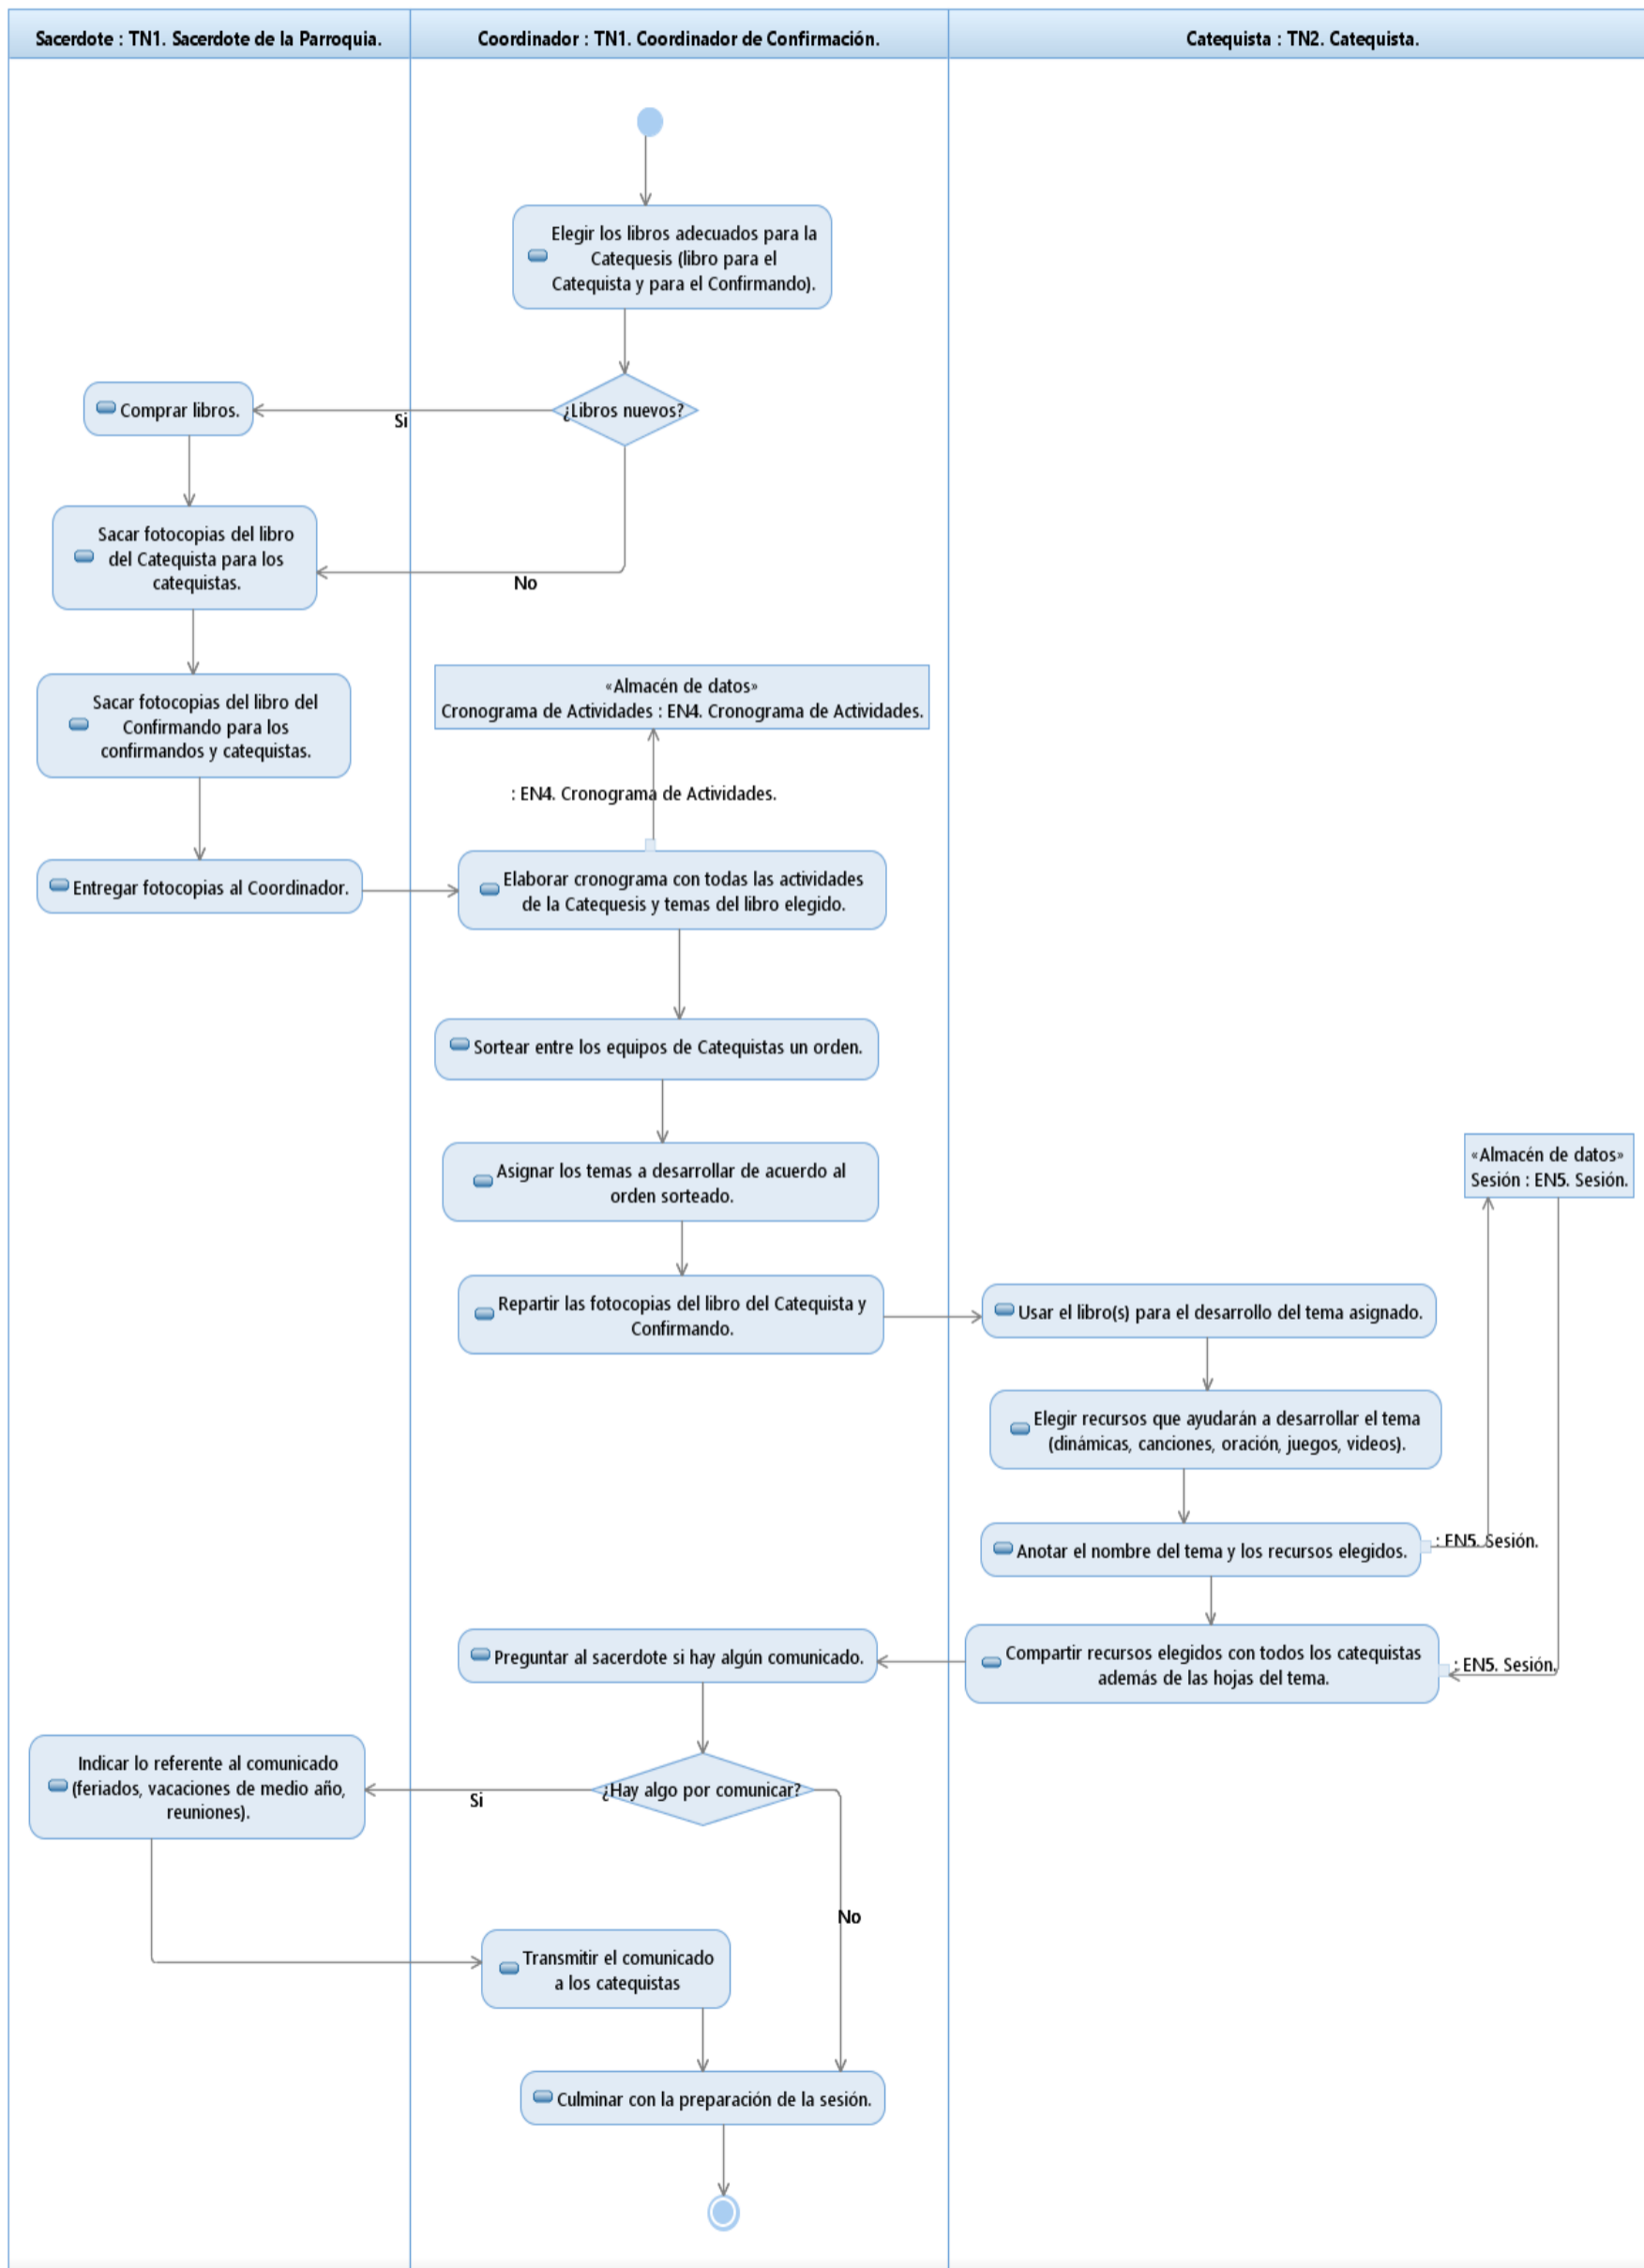 Sacerdote : TN1. Sacerdote de la Parroquia.
Coordinador : TN1. Coordinador de Confirmación.
Catequista : TN2. Catequista.
Elegir los libros adecuados para la
Catequesis (libro para el
Catequista y para el Confirmando).
¿Libros nuevos?
Si
Comprar libros.
No
Sacar fotocopias del libro
del Catequista para los
catequistas.
Sacar fotocopias del libro del
Confirmando para los
confirmandos y catequistas.
«Almacén de datos»
Cronograma de Actividades : EN4. Cronograma de Actividades.
: EN4. Cronograma de Actividades.
Entregar fotocopias al Coordinador.
Elaborar cronograma con todas las actividades
de la Catequesis y temas del libro elegido.
Sortear entre los equipos de Catequistas un orden.
Asignar los temas a desarrollar de acuerdo al
orden sorteado.
«Almacén de datos»
Sesión : EN5. Sesión.
Repartir las fotocopias del libro del Catequista y
Confirmando.
Usar el libro(s) para el desarrollo del tema asignado.
Elegir recursos que ayudarán a desarrollar el tema
(dinámicas, canciones, oración, juegos, videos).
Anotar el nombre del tema y los recursos elegidos.
: EN5. Sesión.
Compartir recursos elegidos con todos los catequistas
además de las hojas del tema.
: EN5. Sesión.
Preguntar al sacerdote si hay algún comunicado.
¿Hay algo por comunicar?
Si
Indicar lo referente al comunicado
(feriados, vacaciones de medio año,
reuniones).
No
Transmitir el comunicado
a los catequistas
Culminar con la preparación de la sesión.